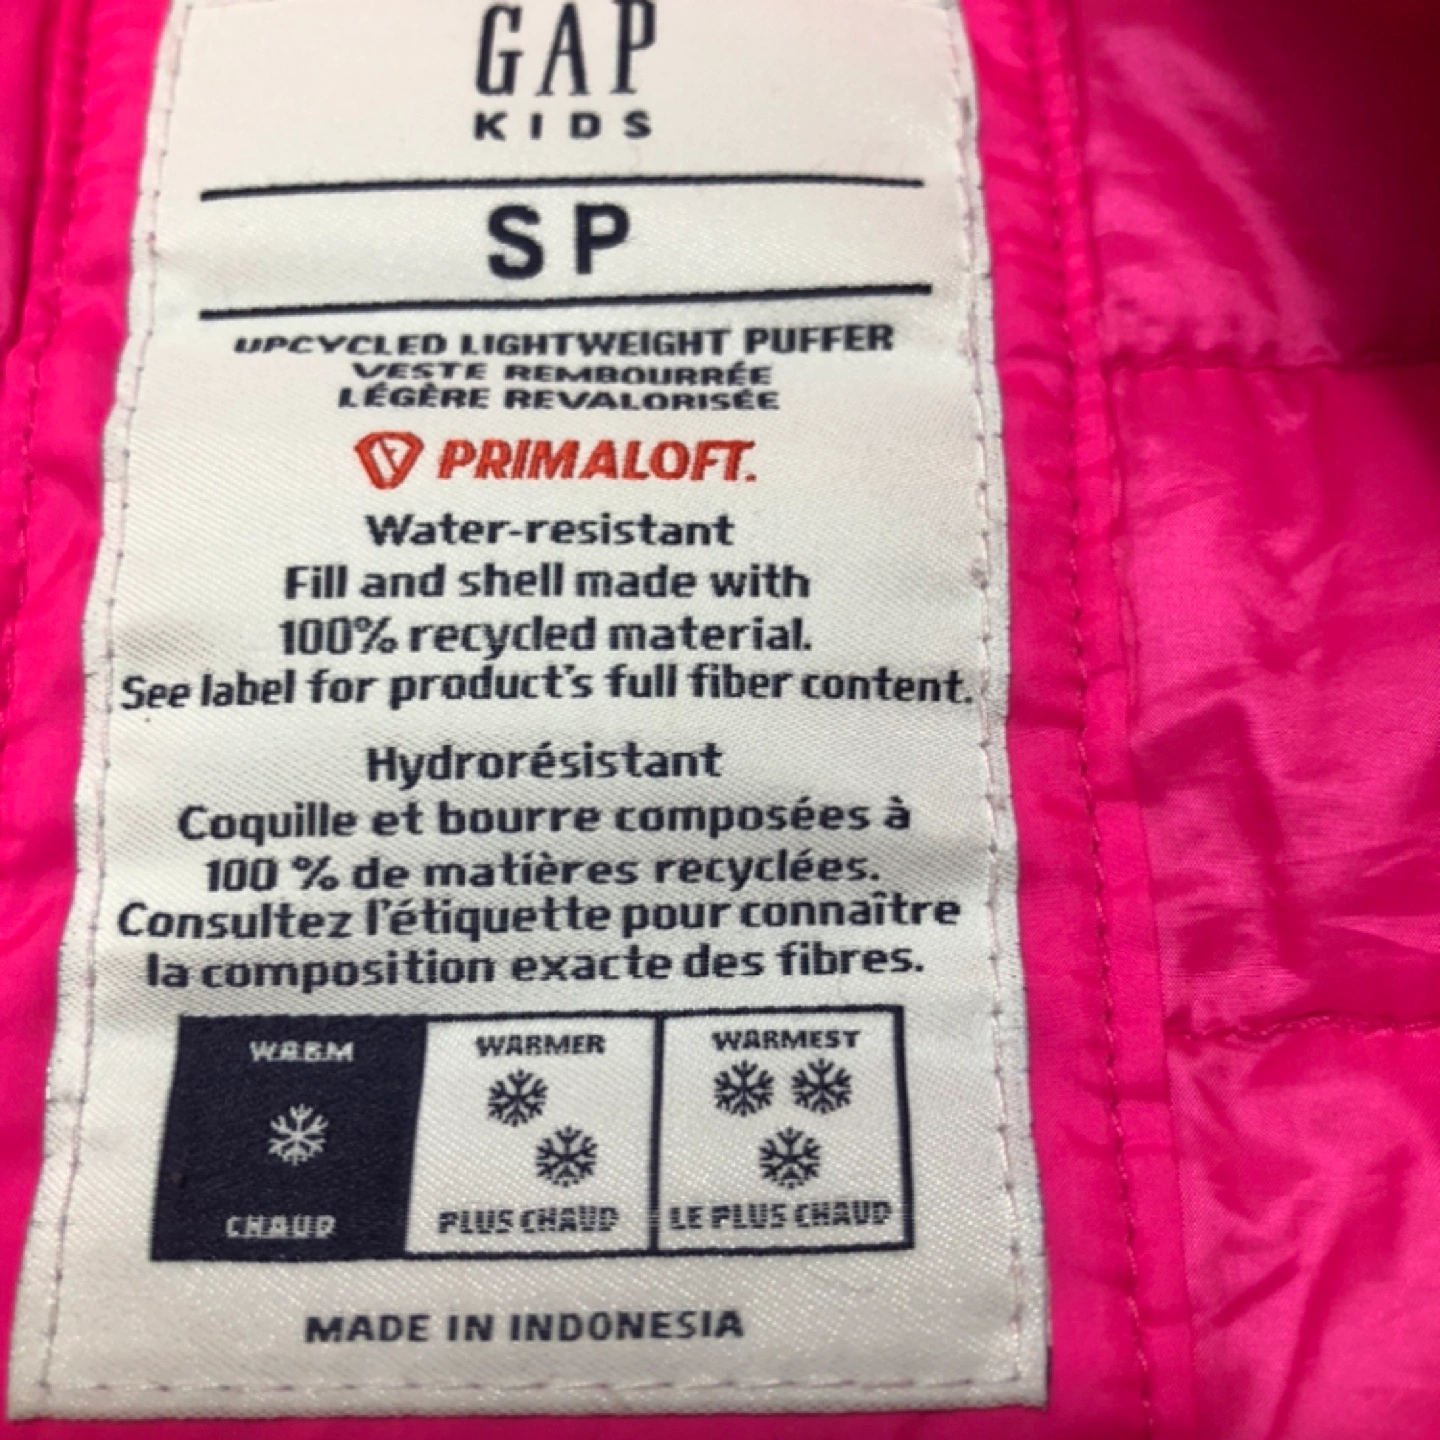 GAP
KIDS
SP
UPCYCLED LIGHTWEIGHT PUFFER
VESTE REMBOURRÉE
LÉGÈRE REVALORISÉE
PRIMALOFT.
Water-resistant
Fill and shell made with
100% recycled material.
See label for product's full fiber content.
Hydrorésistant
Coquille et bourre composées à
100 % de matières recyclées.
Consultez l'étiquette pour connaître
la composition exacte des fibres.
WARM WARMER WARMEST
CHAUD PLUS CHAUD LE PLUS CHAUD
MADE IN INDONESIA